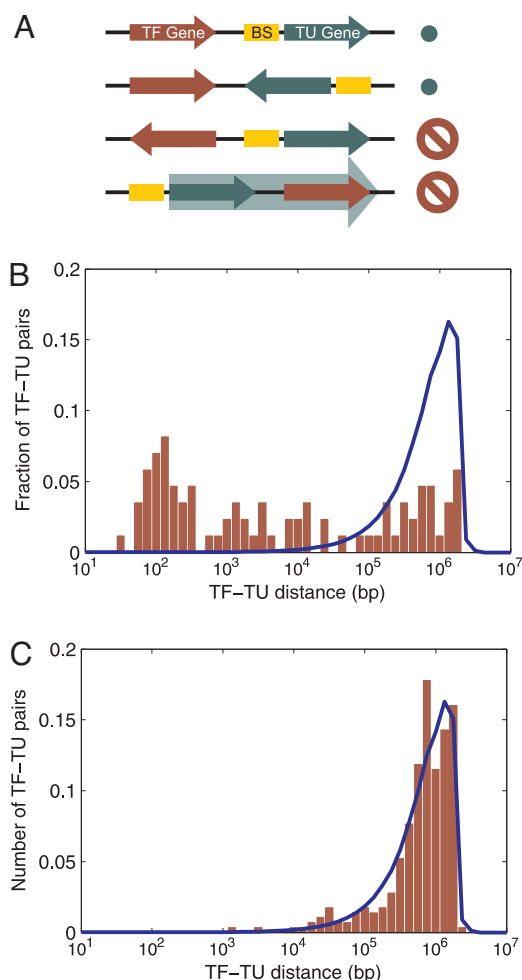 A
TF Gene BS TU Gene
B
Fraction of TF−TU pairs
0.2
0.15
0.1
0.05
0
10^1 10^2 10^3 10^4 10^5 10^6 10^7
TF−TU distance (bp)
C
Number of TF−TU pairs
0.2
0.15
0.1
0.05
0
10^1 10^2 10^3 10^4 10^5 10^6 10^7
TF−TU distance (bp)